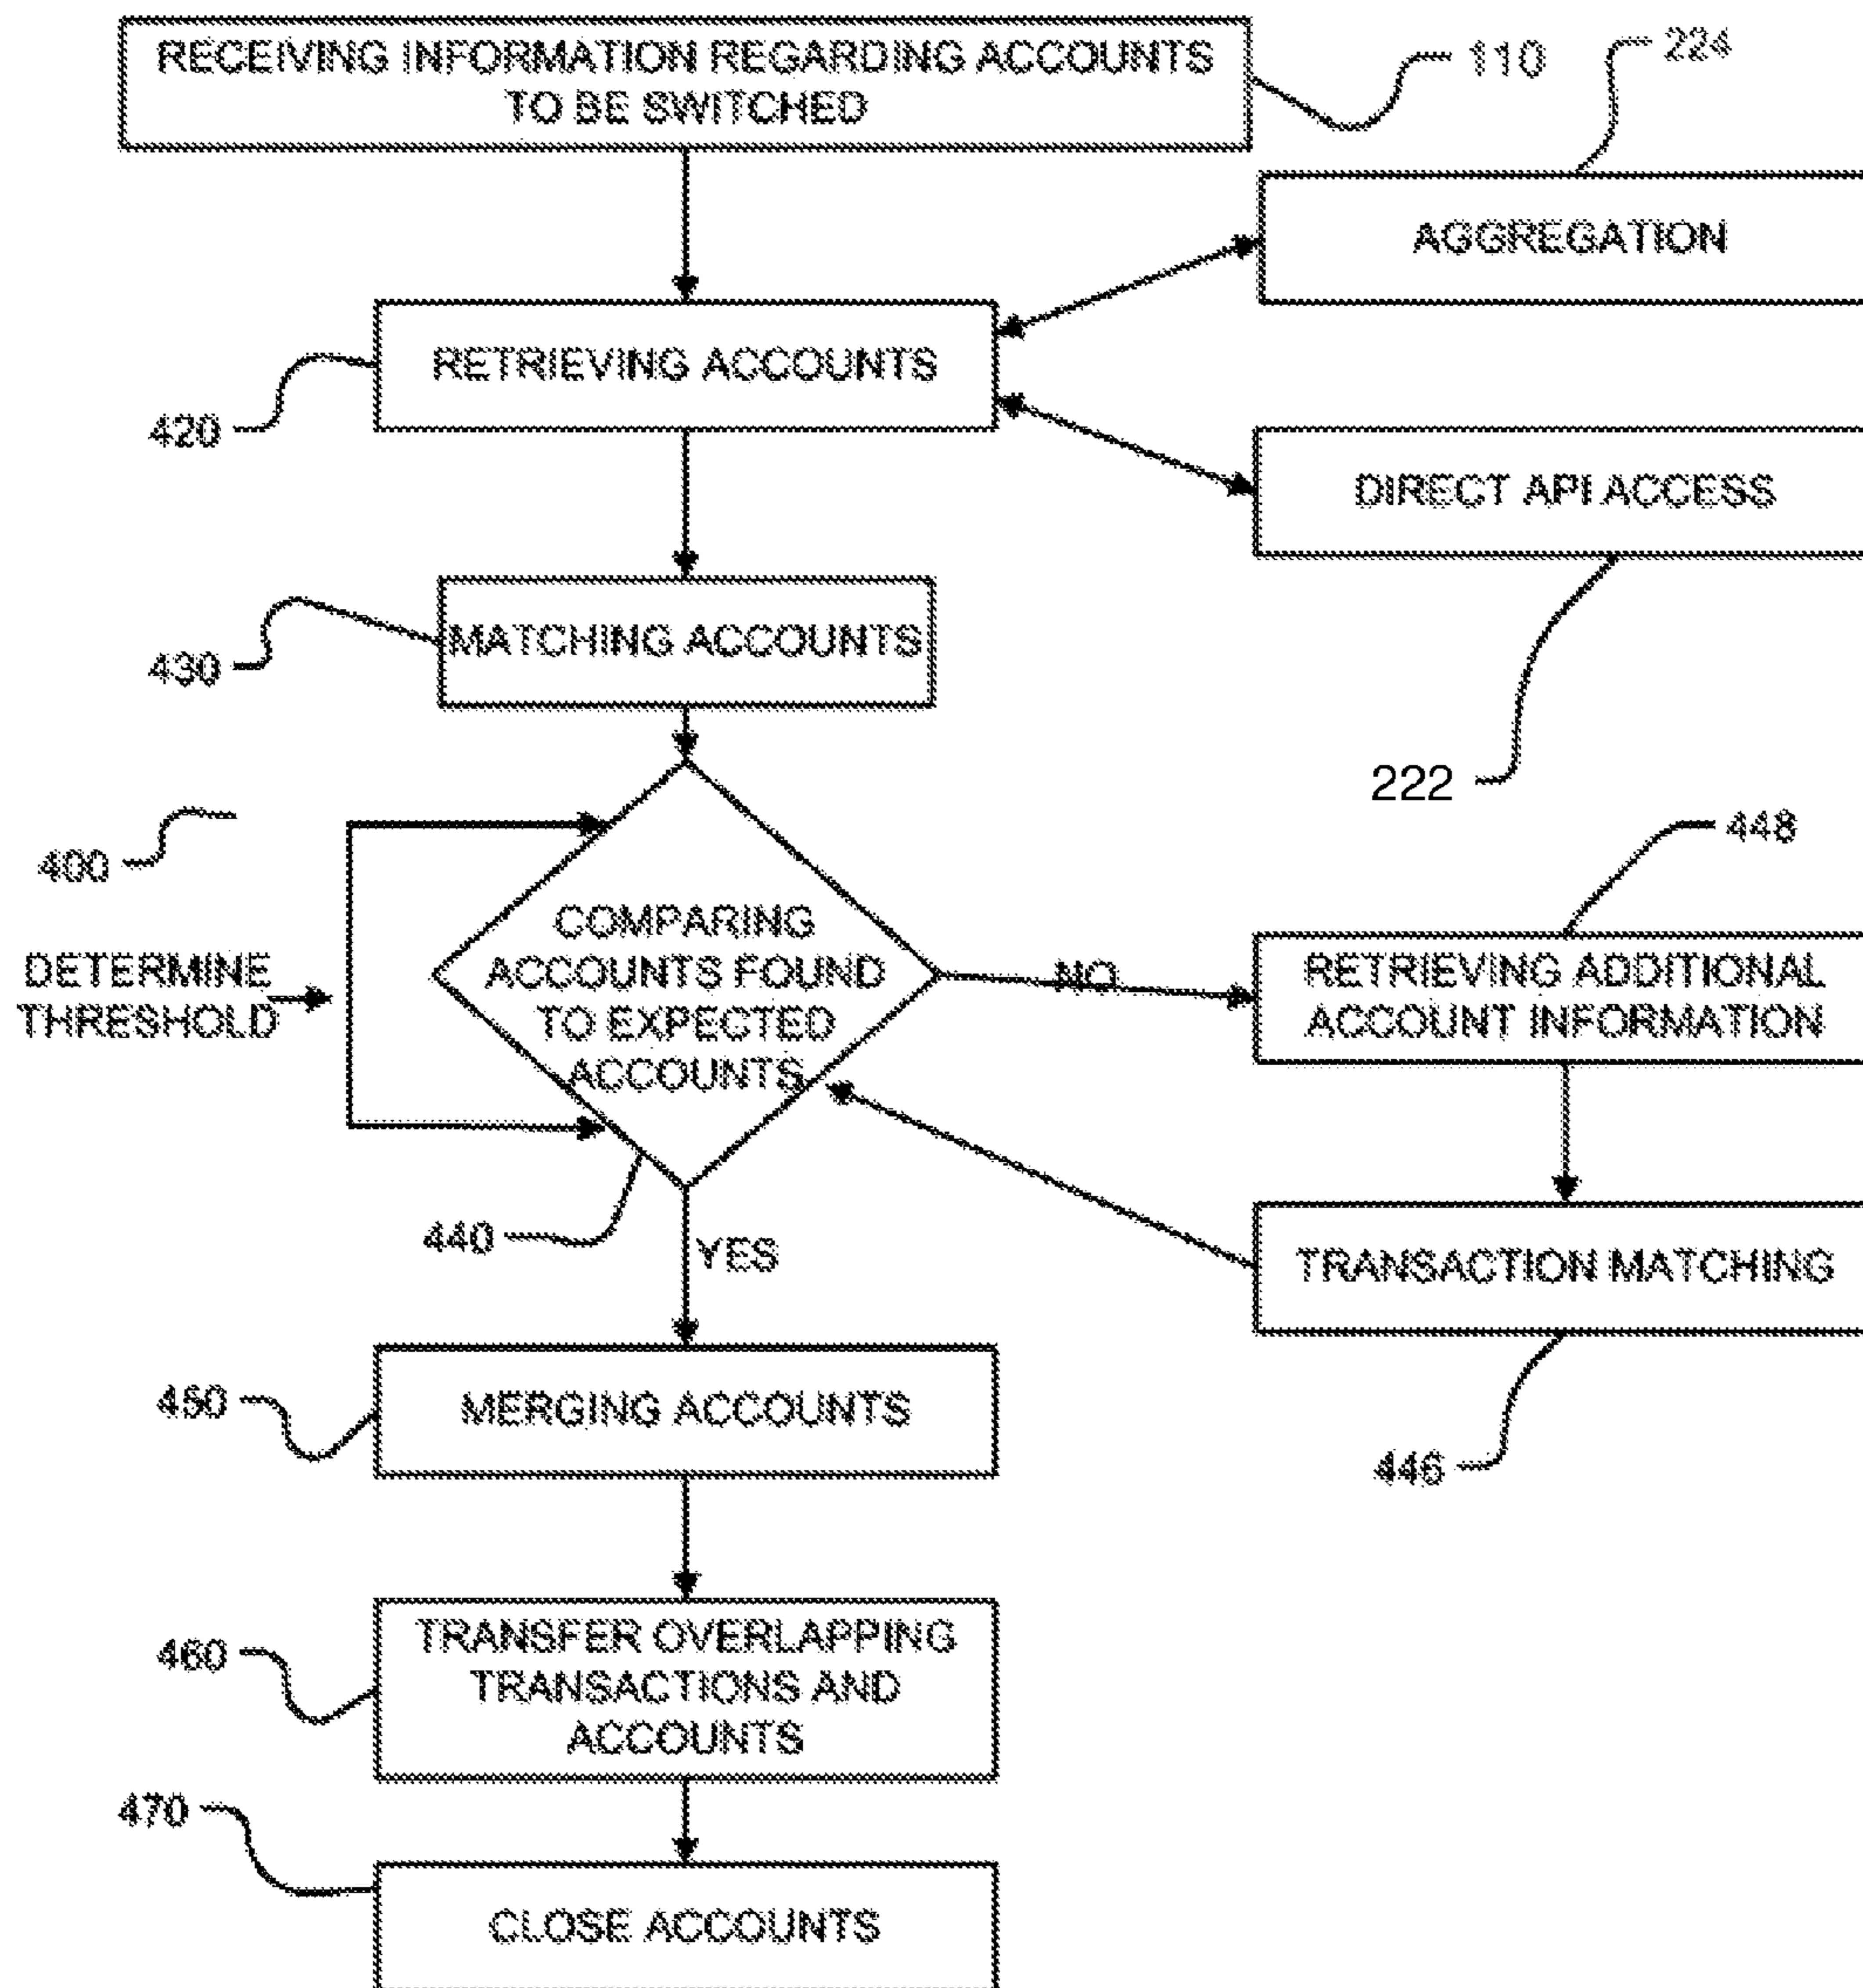 RECEIVING INFORMATION REGARDING ACCOUNTS
TO BE SWITCHED
110
224
AGGREGATION
RETRIEVING ACCOUNTS
420
DIRECT API ACCESS
222
MATCHING ACCOUNTS
430
400
DETERMINE
THRESHOLD
COMPARING
ACCOUNTS FOUND
TO EXPECTED
ACCOUNTS
440
NO
448
RETRIEVING ADDITIONAL
ACCOUNT INFORMATION
TRANSACTION MATCHING
446
YES
450
MERGING ACCOUNTS
460
TRANSFER OVERLAPPING
TRANSACTIONS AND
ACCOUNTS
470
CLOSE ACCOUNTS